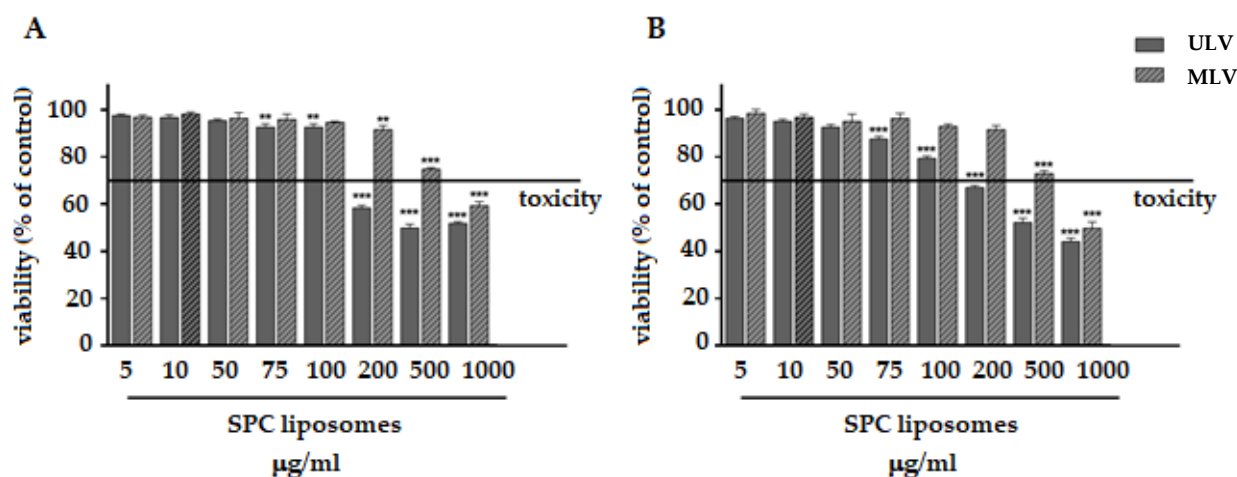 A
viability (% of control)
100
80
60
40
20
0
** ** ** *** *** *** *** ***
toxicity
5 10 50 75 100 200 500 1000
SPC liposomes
µg/ml
B
ULV
MLV
viability (% of control)
100
80
60
40
20
0
*** *** *** *** *** *** ***
toxicity
5 10 50 75 100 200 500 1000
SPC liposomes
µg/ml